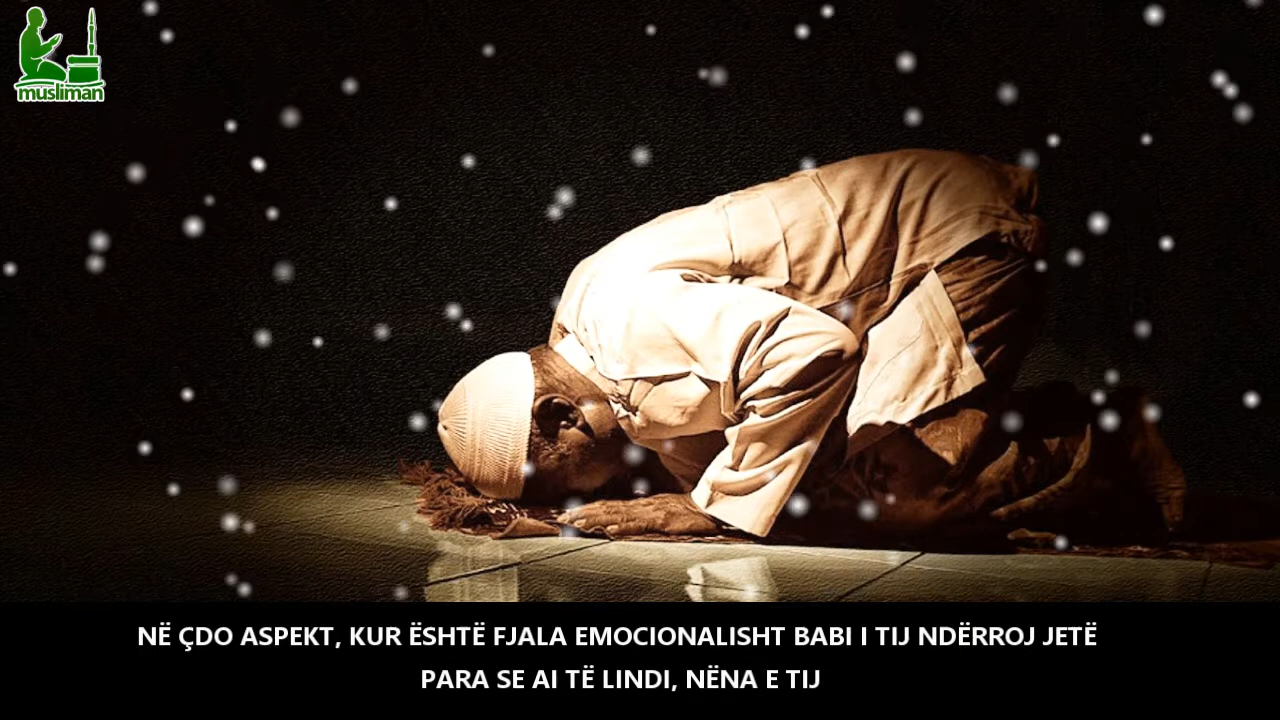 musliman
NË ÇDO ASPEKT, KUR ËSHTË FJALA EMOCIONALISHT BABI I TIJ NDËRROJ JETË
PARA SE AI TË LINDI, NËNA E TIJ